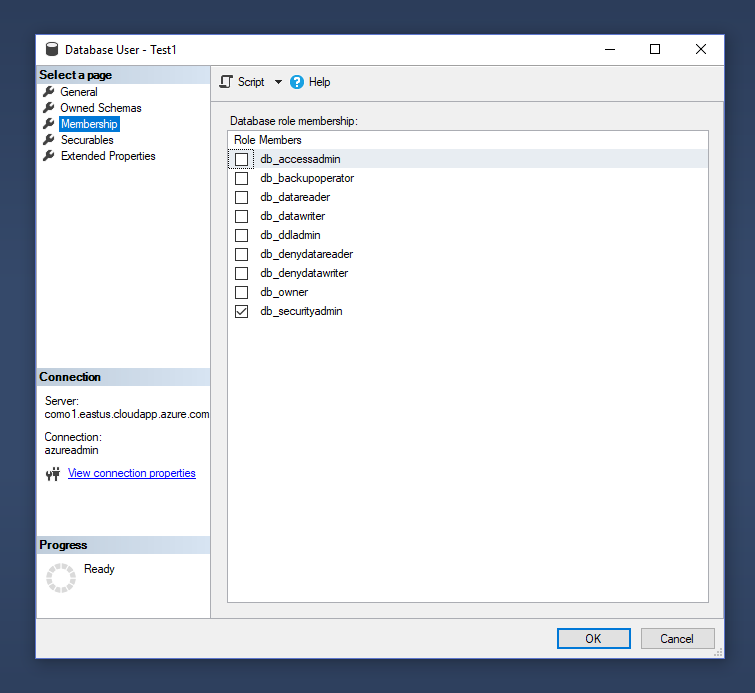 Database User - Test1
Select a page
General
Owned Schemas
Membership
Securables
Extended Properties
Script
Help
Database role membership:
Role Members
db_accessadmin
db_backupoperator
db_datareader
db_datawriter
db_ddladmin
db_denydatareader
db_denydatawriter
db_owner
db_securityadmin
Connection
Server:
como1.eastus.cloudapp.azure.com
Connection:
azureadmin
View connection properties
Progress
Ready
OK
Cancel